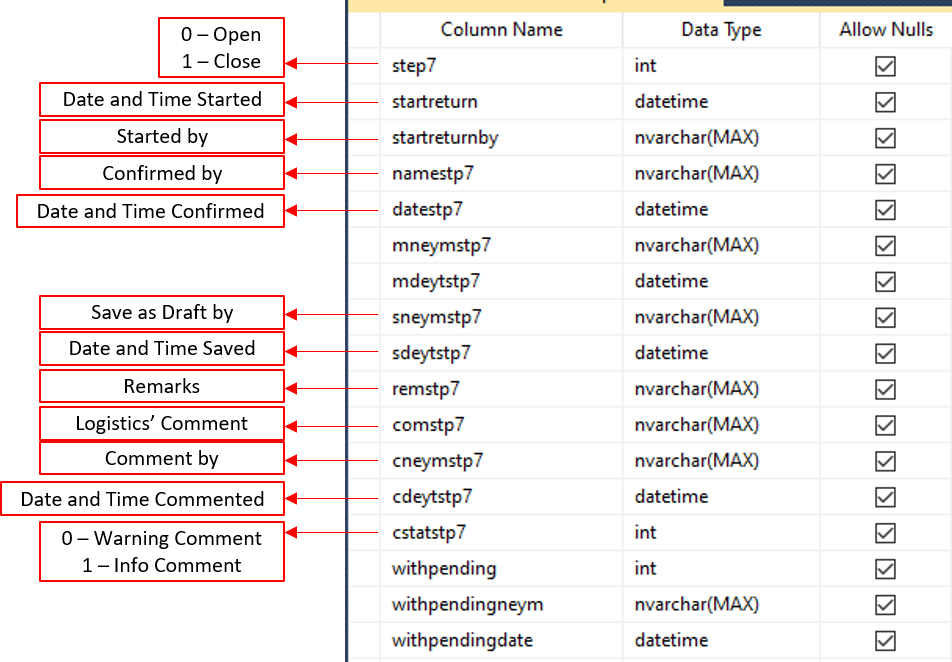 Column Name Data Type Allow Nulls
0 – Open
1 – Close
step7 int
Date and Time Started startreturn datetime
Started by startreturnby nvarchar(MAX)
Confirmed by namestp7 nvarchar(MAX)
Date and Time Confirmed datestp7 datetime
mneymstp7 nvarchar(MAX)
mdeytstp7 datetime
Save as Draft by sneymstp7 nvarchar(MAX)
Date and Time Saved sdeytstp7 datetime
Remarks remstp7 nvarchar(MAX)
Logistics’ Comment comstp7 nvarchar(MAX)
Comment by cneymstp7 nvarchar(MAX)
Date and Time Commented cdeytstp7 datetime
0 – Warning Comment cstatstp7 int
1 – Info Comment
withpending int
withpendingneym nvarchar(MAX)
withpendingdate datetime